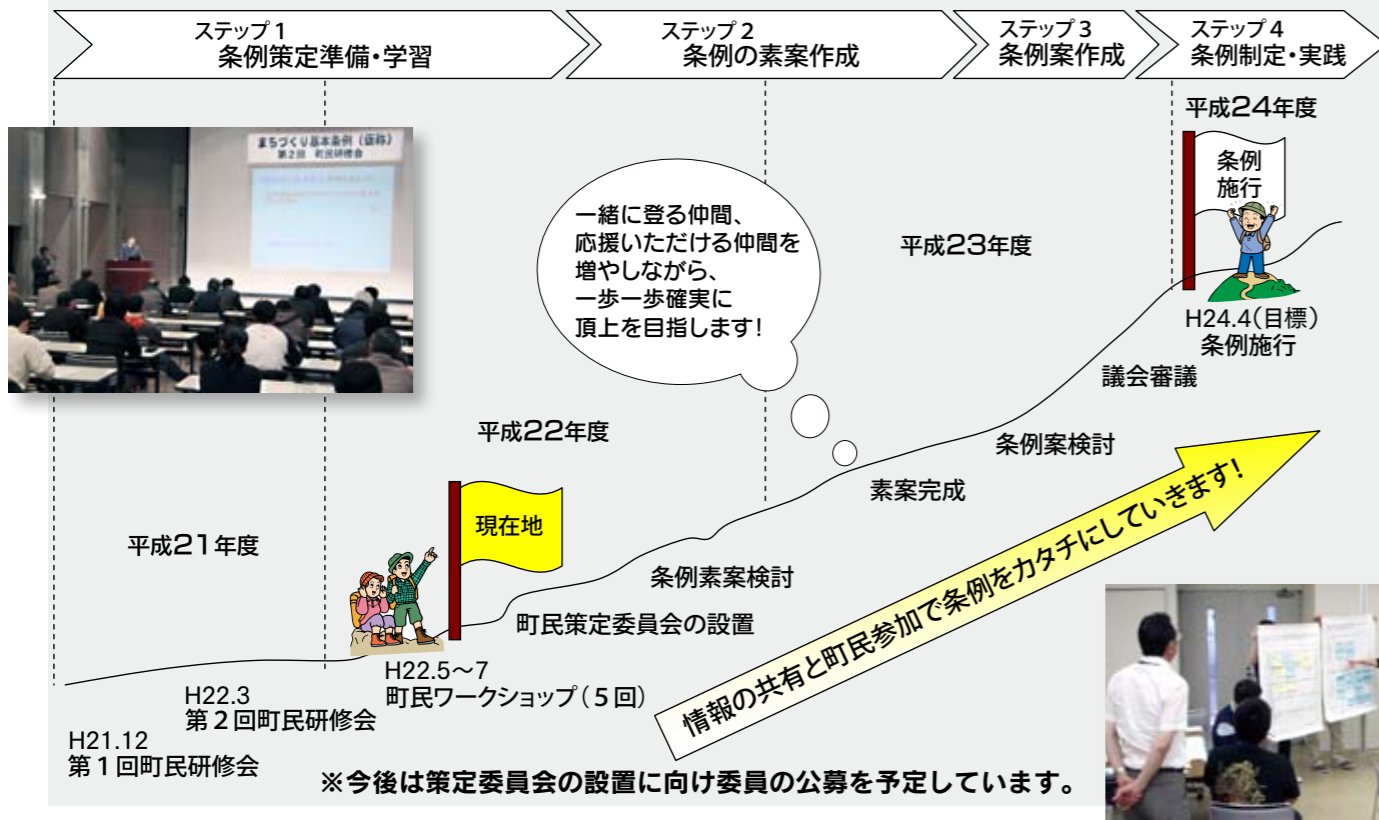 ステップ1
条例策定準備・学習
ステップ2
条例の素案作成
ステップ3
条例案作成
ステップ4
条例制定・実践
まちづくり基本条例（仮称）
第2回 町民研修会
平成24年度
条例
施行
H24.4（目標）
条例施行
一緒に登る仲間、
応援いただける仲間を
増やしながら、
一歩一歩確実に
頂上を目指します！
平成23年度
議会審議
条例案検討
素案完成
平成22年度
現在地
条例素案検討
町民策定委員会の設置
平成21年度
H22.5～7
町民ワークショップ（5回）
H22.3
第2回町民研修会
H21.12
第1回町民研修会
情報の共有と町民参加で条例をカタチにしていきます！
※今後は策定委員会の設置に向け委員の公募を予定しています。